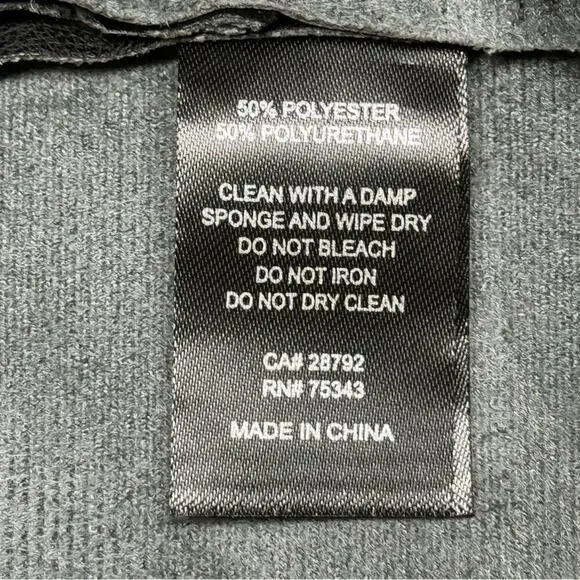 50% POLYESTER
50% POLYURETHANE
CLEAN WITH A DAMP
SPONGE AND WIPE DRY
DO NOT BLEACH
DO NOT IRON
DO NOT DRY CLEAN
CA# 28792
RN# 75343
MADE IN CHINA